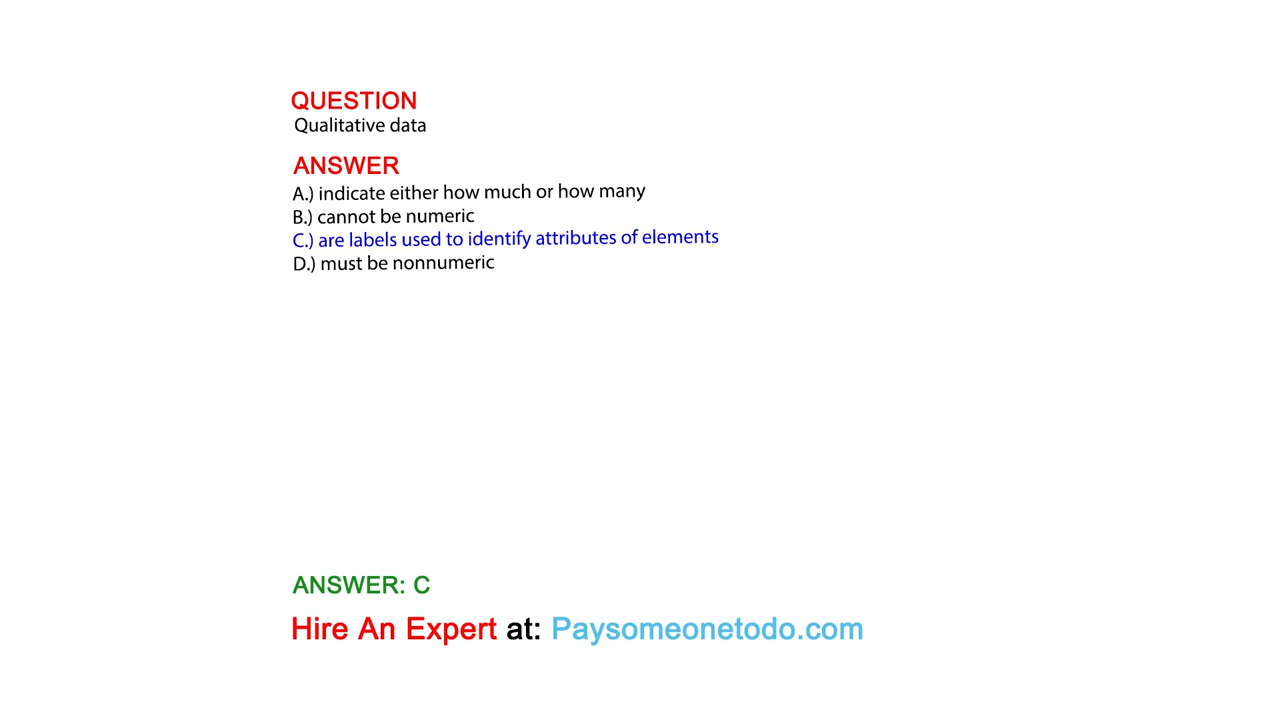 QUESTION
Qualitative data
ANSWER
A.) indicate either how much or how many
B.) cannot be numeric
C.) are labels used to identify attributes of elements
D.) must be nonnumeric
ANSWER: C
Hire An Expert at: Paysomeonetodo.com